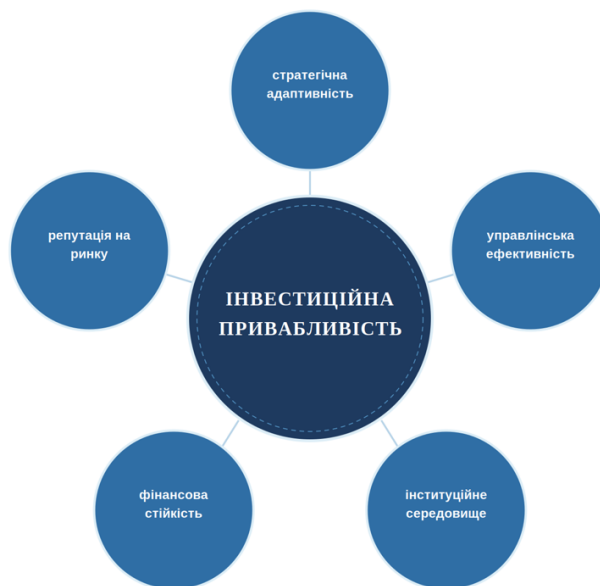 стратегічна
адаптивність
репутація на
ринку
управлінська
ефективність
ІНВЕСТИЦІЙНА
ПРИВАБЛИВІСТЬ
фінансова
стійкість
інституційне
середовище